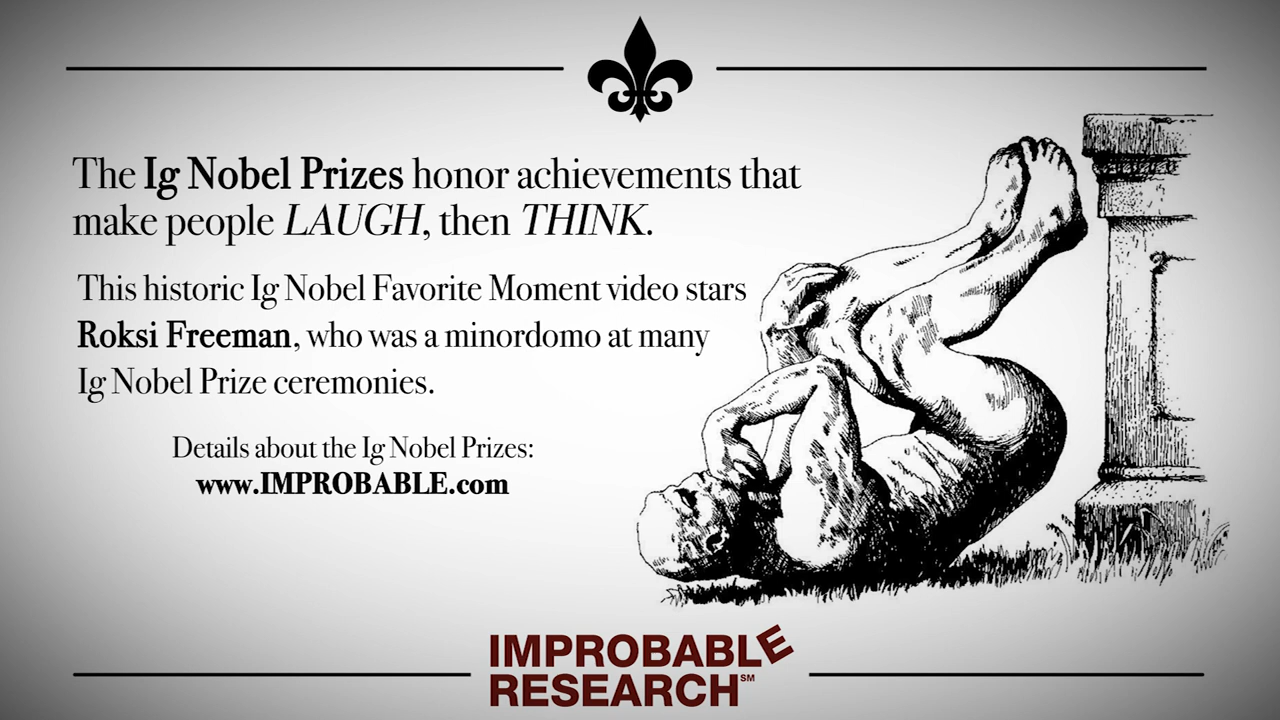 The Ig Nobel Prizes honor achievements that
make people LAUGH, then THINK.
This historic Ig Nobel Favorite Moment video stars
Roksi Freeman, who was a minordomo at many
Ig Nobel Prize ceremonies.
Details about the Ig Nobel Prizes:
www.IMPROBABLE.com
IMPROBABLE
RESEARCH℠